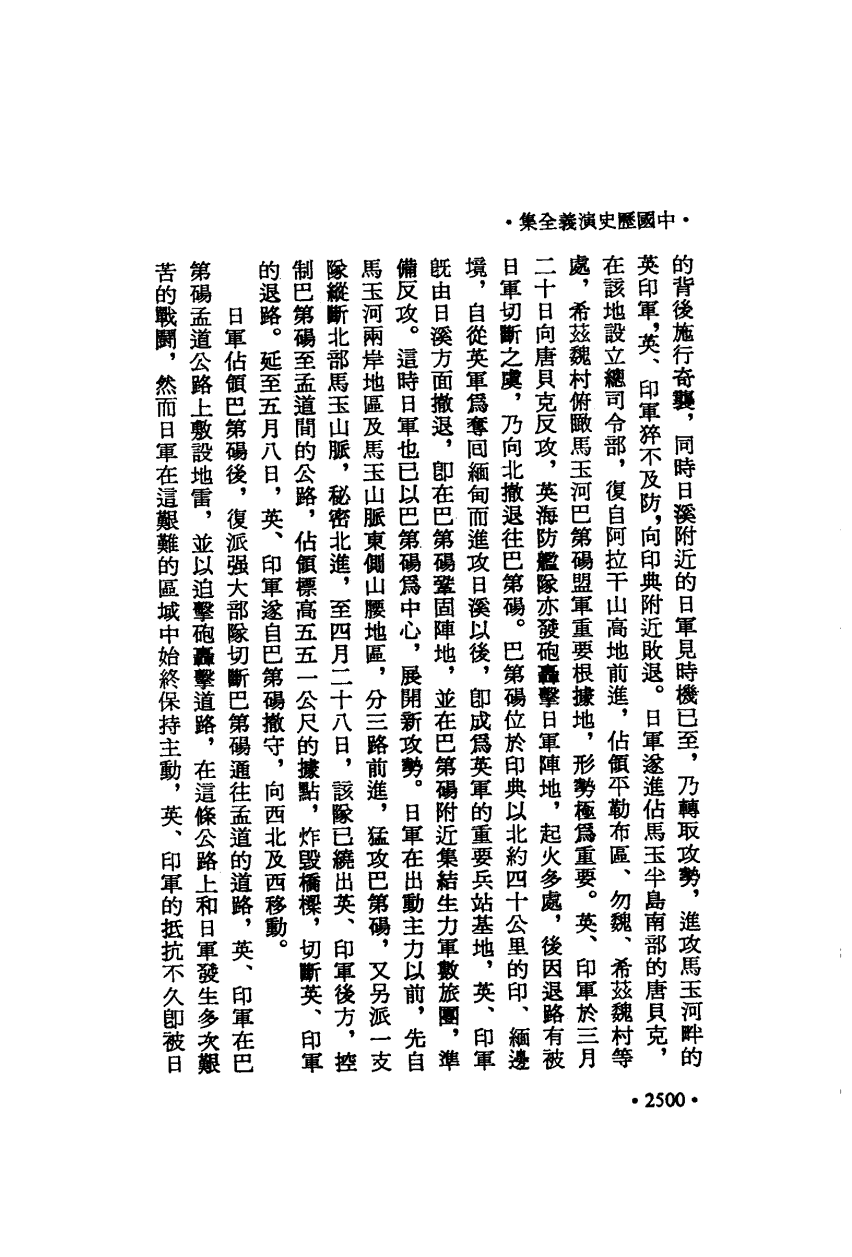 ·中國歷史演義全集·
的背後施行奇襲，同時日溪附近的日軍見時機已至，乃轉取攻勢，進攻馬玉河畔的
英印軍，英、印軍猝不及防，向印典附近敗退。日軍遂進佔馬玉半島南部的唐貝克，
在該地設立總司令部，復自阿拉干山高地前進，佔領平勒布區、勿魏、希茲魏村等
處，希茲魏村俯瞰馬玉河巴第碭盟軍重要根據地，形勢極爲重要。英、印軍於三月
二十日向唐貝克反攻，英海防艦隊亦發砲轟擊日軍陣地，起火多處，後因退路有被
日軍切斷之虞，乃向北撤退往巴第碭。巴第碭位於印典以北約四十公里的印、緬邊
境，自從英軍爲奪回緬甸而進攻日溪以後，卽成爲英軍的重要兵站基地，英、印軍
旣由日溪方面撤退，卽在巴第碭鞏固陣地，並在巴第碭附近集結生力軍數旅團，準
備反攻。這時日軍也已以巴第碭爲中心，展開新攻勢。日軍在出動主力以前，先自
馬玉河兩岸地區及馬玉山脈東側山腰地區，分三路前進，猛攻巴第碭，又另派一支
隊縱斷北部馬玉山脈，秘密北進，至四月二十八日，該隊已繞出英、印軍後方，控
制巴第碭至孟道間的公路，佔領標高五五一公尺的據點，炸毀橋樑，切斷英、印軍
的退路。延至五月八日，英、印軍遂自巴第碭撤守，向西北及西移動。
日軍佔領巴第碭後，復派强大部隊切斷巴第碭通往孟道的道路，英、印軍在巴
第碭孟道公路上敷設地雷，並以迫擊砲轟擊道路，在這條公路上和日軍發生多次艱
苦的戰鬪，然而日軍在這艱難的區域中始終保持主動，英、印軍的抵抗不久卽被日
·2500·